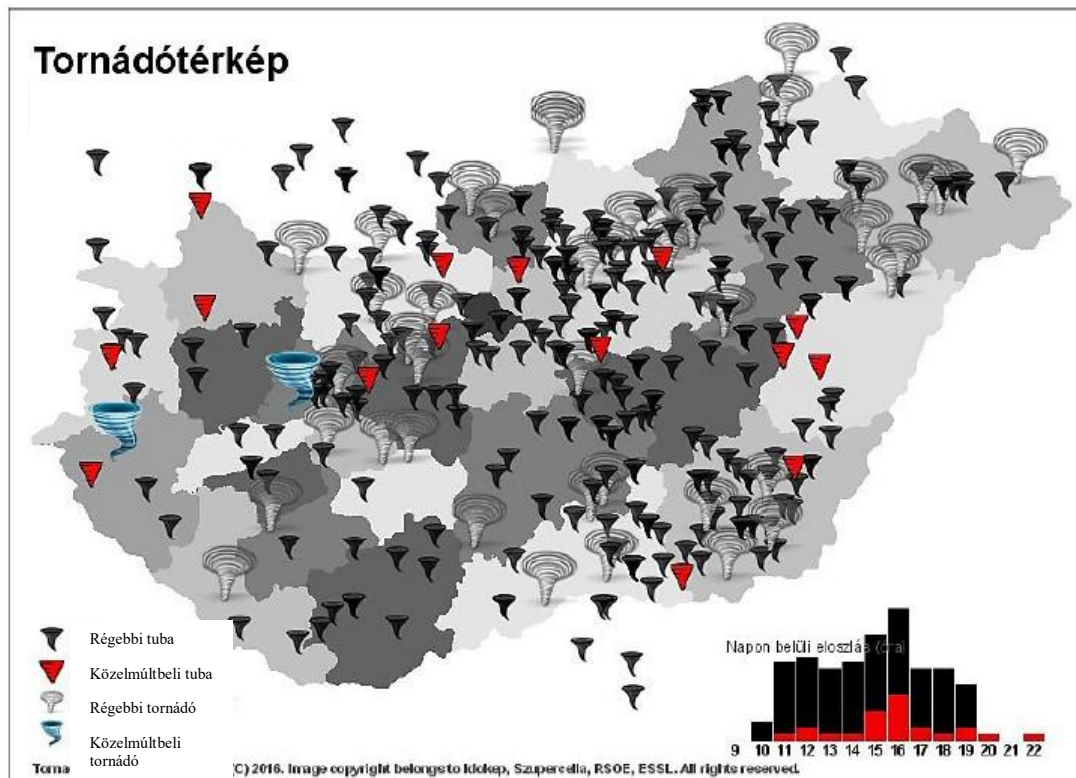 Tornádótérkép
Régebbi tuba
Közelmúltbeli tuba
Régebbi tornádó
Közelmúltbeli
tornádó
Napon belüli eloszlás (óra)
9 10 11 12 13 14 15 16 17 18 19 20 21 22
(C) 2016. Image copyright belongs to Idokep, Szupercella, RSOE, ESSL. All rights reserved.